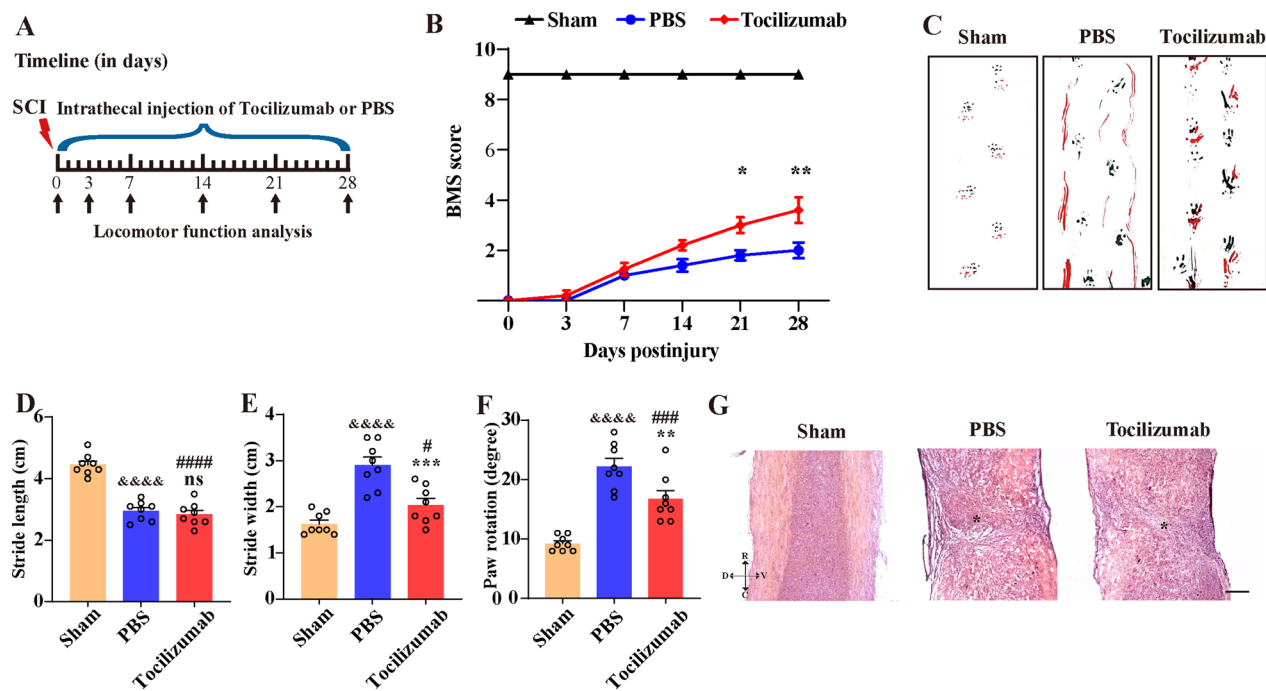 A
Timeline (in days)
SCI Intrathecal injection of Tocilizumab or PBS
0 3 7 14 21 28
Locomotor function analysis
B
Sham PBS Tocilizumab
BMS score
10
8
6
4
2
* **
0 3 7 14 21 28
Days postinjury
C
Sham PBS Tocilizumab
D
Stride length (cm)
6
4
2
0
&&&& ####
ns
Sham PBS Tocilizumab
E
Stride width (cm)
4
3
2
1
0
&&&& #
***
Sham PBS Tocilizumab
F
Paw rotation (degree)
30
20
10
0
&&&& ###
**
Sham PBS Tocilizumab
G
Sham PBS Tocilizumab
* *
R
D V
C